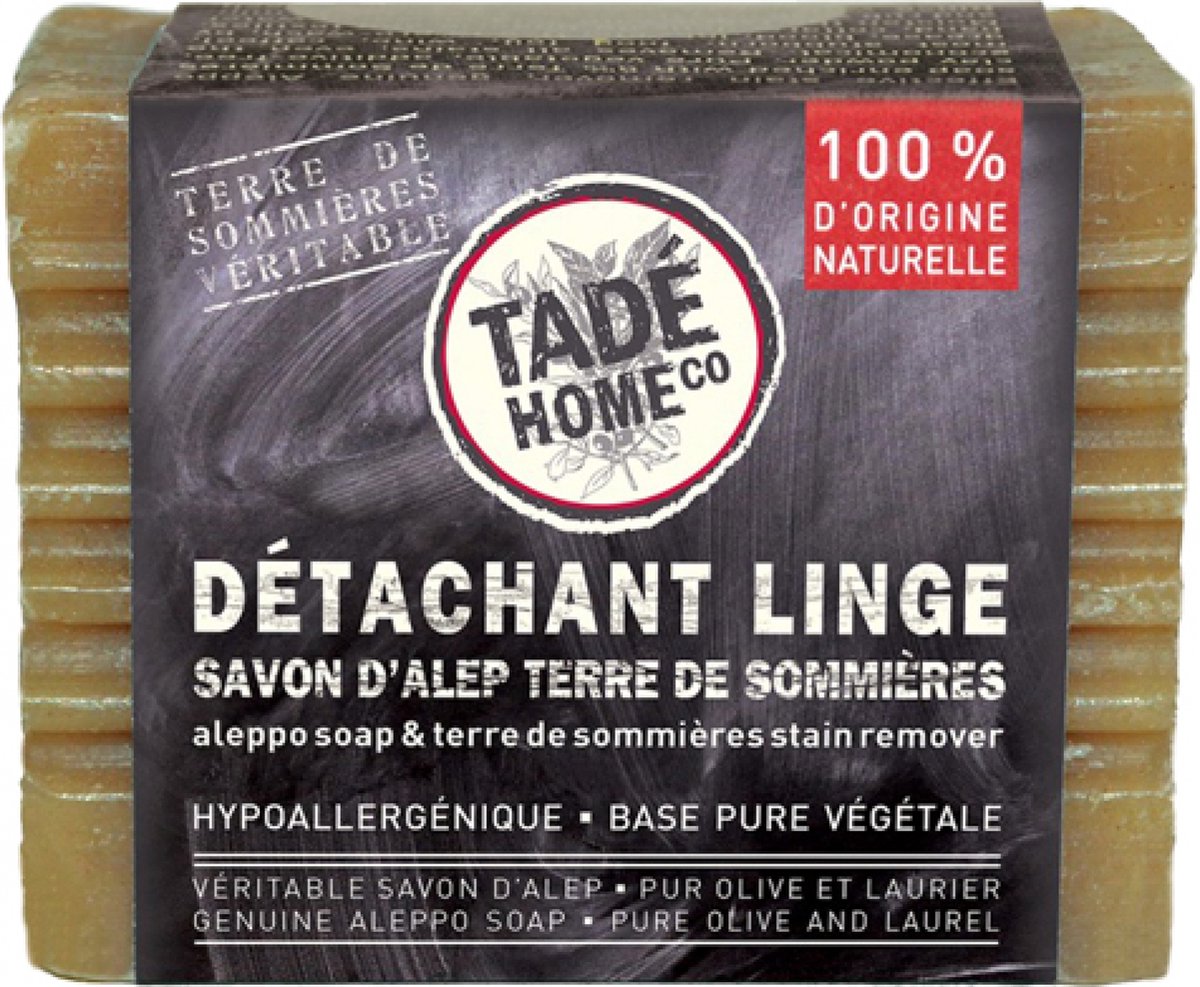 TERRE DE
SOMMIÈRES
VÉRITABLE
100 %
D'ORIGINE
NATURELLE
TADÉ
HOME CO
DÉTACHANT LINGE
SAVON D'ALEP TERRE DE SOMMIÈRES
aleppo soap & terre de sommières stain remover
HYPOALLERGÉNIQUE ▪ BASE PURE VÉGÉTALE
VÉRITABLE SAVON D'ALEP ▪ PUR OLIVE ET LAURIER
GENUINE ALEPPO SOAP ▪ PURE OLIVE AND LAUREL